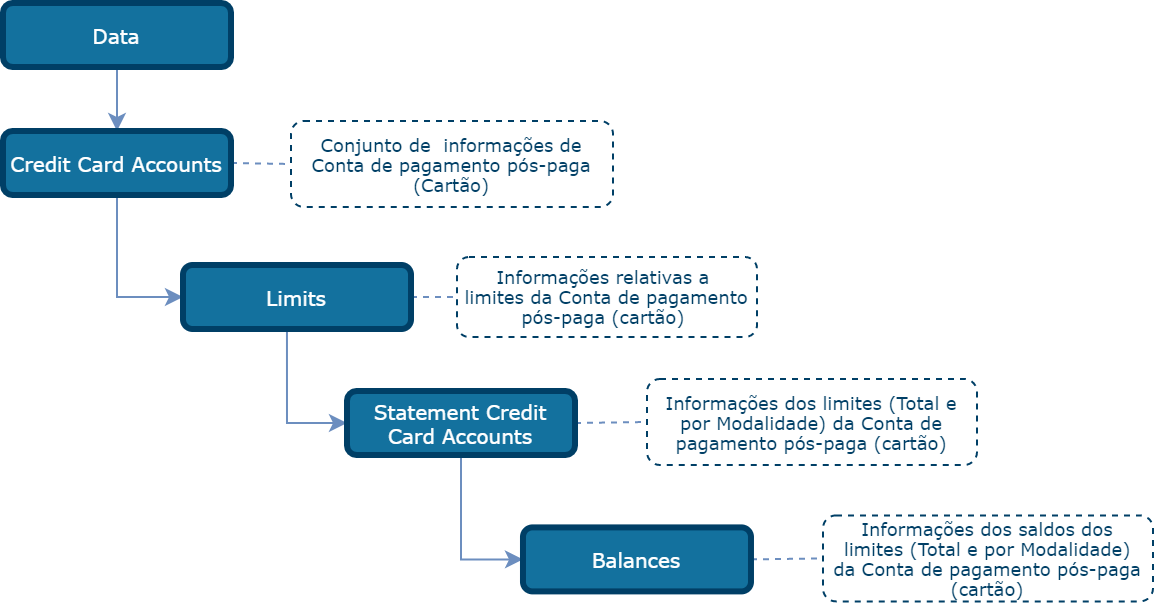 Data
Credit Card Accounts
Conjunto de  informações de
Conta de pagamento pós-paga
(Cartão)
Limits
Informações relativas a
limites da Conta de pagamento
pós-paga (cartão)
Statement Credit
Card Accounts
Informações dos limites (Total e
por Modalidade) da Conta de
pagamento pós-paga (cartão)
Balances
Informações dos saldos dos
limites (Total e por Modalidade)
da Conta de pagamento pós-paga
(cartão)